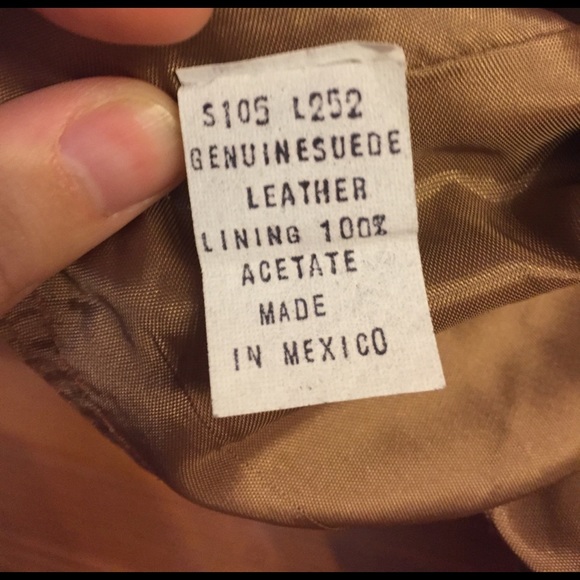 S105 L252
GENUINESUEDE
LEATHER
LINING 100%
ACETATE
MADE
IN MEXICO